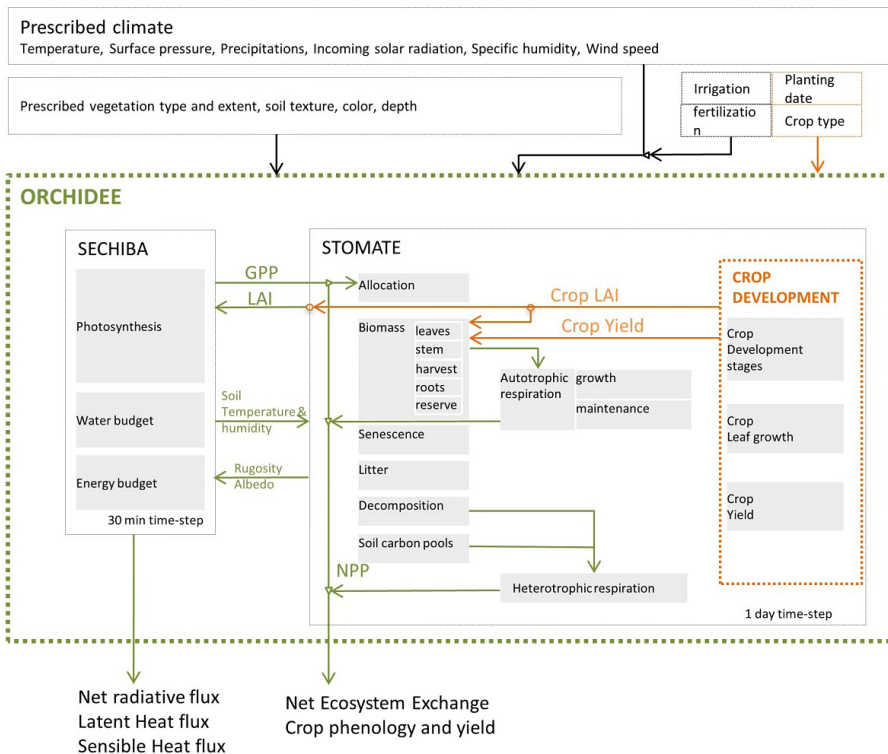 Prescribed climate
Temperature, Surface pressure, Precipitations, Incoming solar radiation, Specific humidity, Wind speed
Prescribed vegetation type and extent, soil texture, color, depth
Irrigation
Planting
date
fertilizatio
n
Crop type
ORCHIDEE
SECHIBA
Photosynthesis
Water budget
Energy budget
30 min time-step
GPP
LAI
Soil
Temperature &
humidity
Rugosity
Albedo
STOMATE
Allocation
Biomass
leaves
stem
harvest
roots
reserve
Crop LAI
Crop Yield
Autotrophic
respiration
growth
maintenance
Senescence
Litter
Decomposition
Soil carbon pools
NPP
Heterotrophic respiration
CROP
DEVELOPMENT
Crop
Development
stages
Crop
Leaf growth
Crop
Yield
1 day time-step
Net radiative flux
Latent Heat flux
Sensible Heat flux
Net Ecosystem Exchange
Crop phenology and yield